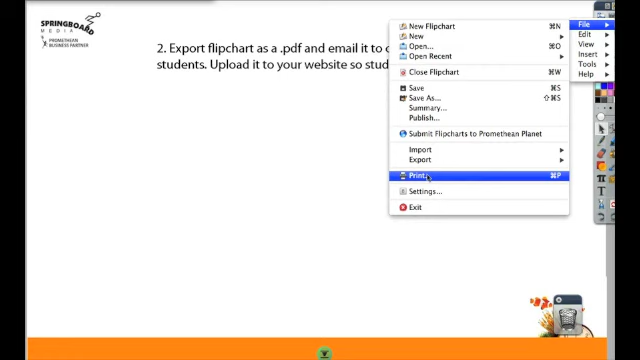 SPRINGBOARD
MEDIA
PROMETHEAN
BUSINESS PARTNER
2. Export flipchart as a .pdf and email it to
students. Upload it to your website so
New Flipchart ⌘N
New
Open... ⌘O
Open Recent
Close Flipchart ⌘W
Save ⌘S
Save As... ⇧⌘S
Summary...
Publish...
Submit Flipcharts to Promethean Planet
Import
Export
Print... ⌘P
Settings...
Exit
File
Edit
View
Insert
Tools
Help